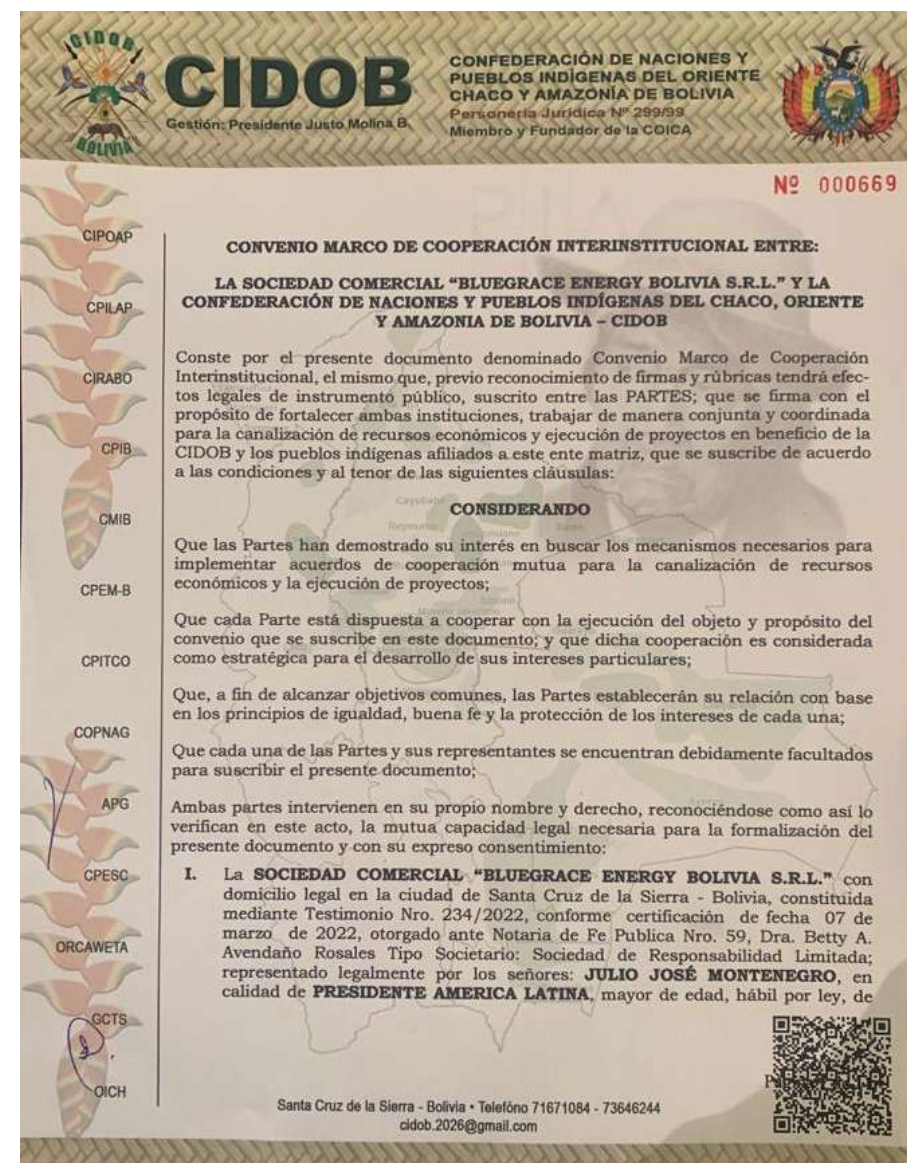 CIDOB
BOLIVIA
CIDOB
Gestión: Presidente Justo Molina B.
CONFEDERACIÓN DE NACIONES Y
PUEBLOS INDÍGENAS DEL ORIENTE
CHACO Y AMAZONÍA DE BOLIVIA
Personería Jurídica Nº 299/99
Miembro y Fundador de la COICA
Nº 000669
CIPOAP
CPILAP
CIRABO
CPIB
CMIB
CPEM-B
CPITCO
COPNAG
APG
CPESC
ORCAWETA
GCTS
OICH
CONVENIO MARCO DE COOPERACIÓN INTERINSTITUCIONAL ENTRE:
LA SOCIEDAD COMERCIAL “BLUEGRACE ENERGY BOLIVIA S.R.L.” Y LA
CONFEDERACIÓN DE NACIONES Y PUEBLOS INDÍGENAS DEL CHACO, ORIENTE
Y AMAZONIA DE BOLIVIA – CIDOB
Conste por el presente documento denominado Convenio Marco de Cooperación
Interinstitucional, el mismo que, previo reconocimiento de firmas y rúbricas tendrá efec-
tos legales de instrumento público, suscrito entre las PARTES; que se firma con el
propósito de fortalecer ambas instituciones, trabajar de manera conjunta y coordinada
para la canalización de recursos económicos y ejecución de proyectos en beneficio de la
CIDOB y los pueblos indígenas afiliados a este ente matriz, que se suscribe de acuerdo
a las condiciones y al tenor de las siguientes cláusulas:
CONSIDERANDO
Que las Partes han demostrado su interés en buscar los mecanismos necesarios para
implementar acuerdos de cooperación mutua para la canalización de recursos
económicos y la ejecución de proyectos;
Que cada Parte está dispuesta a cooperar con la ejecución del objeto y propósito del
convenio que se suscribe en este documento; y que dicha cooperación es considerada
como estratégica para el desarrollo de sus intereses particulares;
Que, a fin de alcanzar objetivos comunes, las Partes establecerán su relación con base
en los principios de igualdad, buena fe y la protección de los intereses de cada una;
Que cada una de las Partes y sus representantes se encuentran debidamente facultados
para suscribir el presente documento;
Ambas partes intervienen en su propio nombre y derecho, reconociéndose como así lo
verifican en este acto, la mutua capacidad legal necesaria para la formalización del
presente documento y con su expreso consentimiento:
I. La SOCIEDAD COMERCIAL “BLUEGRACE ENERGY BOLIVIA S.R.L.” con
domicilio legal en la ciudad de Santa Cruz de la Sierra - Bolivia, constituida
mediante Testimonio Nro. 234/2022, conforme certificación de fecha 07 de
marzo de 2022, otorgado ante Notaria de Fe Publica Nro. 59, Dra. Betty A.
Avendaño Rosales Tipo Societario: Sociedad de Responsabilidad Limitada;
representado legalmente por los señores: JULIO JOSÉ MONTENEGRO, en
calidad de PRESIDENTE AMERICA LATINA, mayor de edad, hábil por ley, de
Santa Cruz de la Sierra - Bolivia • Telefóno 71671084 - 73646244
cidob.2026@gmail.com